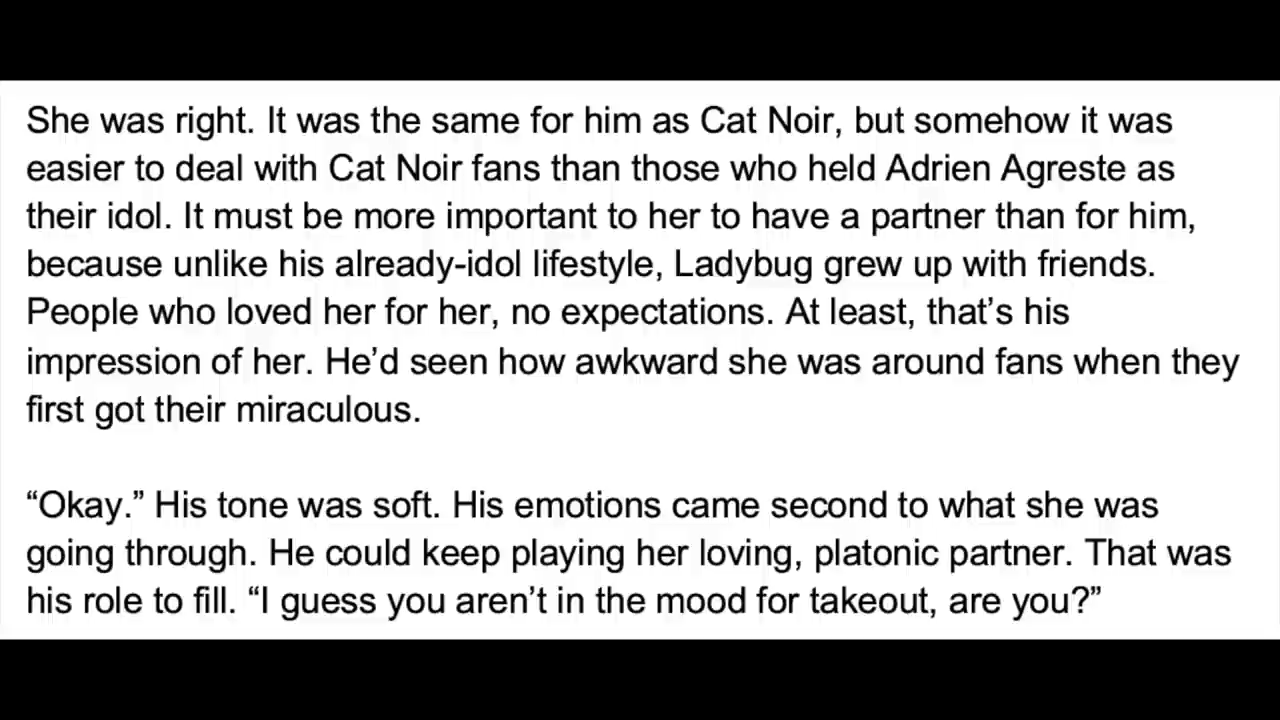 She was right. It was the same for him as Cat Noir, but somehow it was
easier to deal with Cat Noir fans than those who held Adrien Agreste as
their idol. It must be more important to her to have a partner than for him,
because unlike his already-idol lifestyle, Ladybug grew up with friends.
People who loved her for her, no expectations. At least, that’s his
impression of her. He’d seen how awkward she was around fans when they
first got their miraculous.
“Okay.” His tone was soft. His emotions came second to what she was
going through. He could keep playing her loving, platonic partner. That was
his role to fill. “I guess you aren’t in the mood for takeout, are you?”